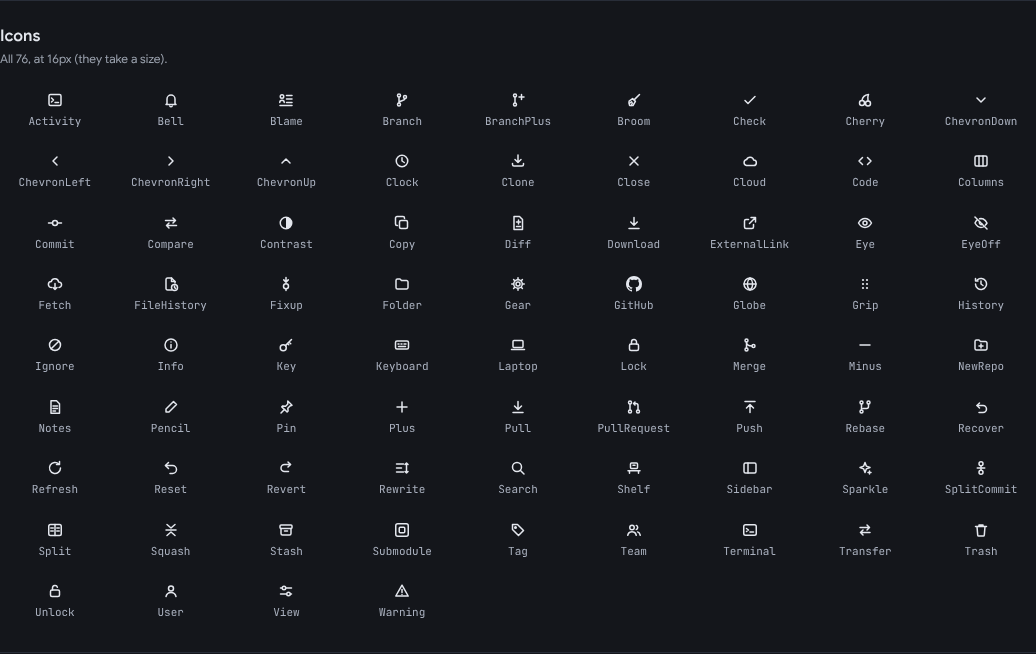 Icons
All 76, at 16px (they take a size).
Activity Bell Blame Branch BranchPlus Broom Check Cherry ChevronDown
ChevronLeft ChevronRight ChevronUp Clock Clone Close Cloud Code Columns
Commit Compare Contrast Copy Diff Download ExternalLink Eye EyeOff
Fetch FileHistory Fixup Folder Gear GitHub Globe Grip History
Ignore Info Key Keyboard Laptop Lock Merge Minus NewRepo
Notes Pencil Pin Plus Pull PullRequest Push Rebase Recover
Refresh Reset Revert Rewrite Search Shelf Sidebar Sparkle SplitCommit
Split Squash Stash Submodule Tag Team Terminal Transfer Trash
Unlock User View Warning